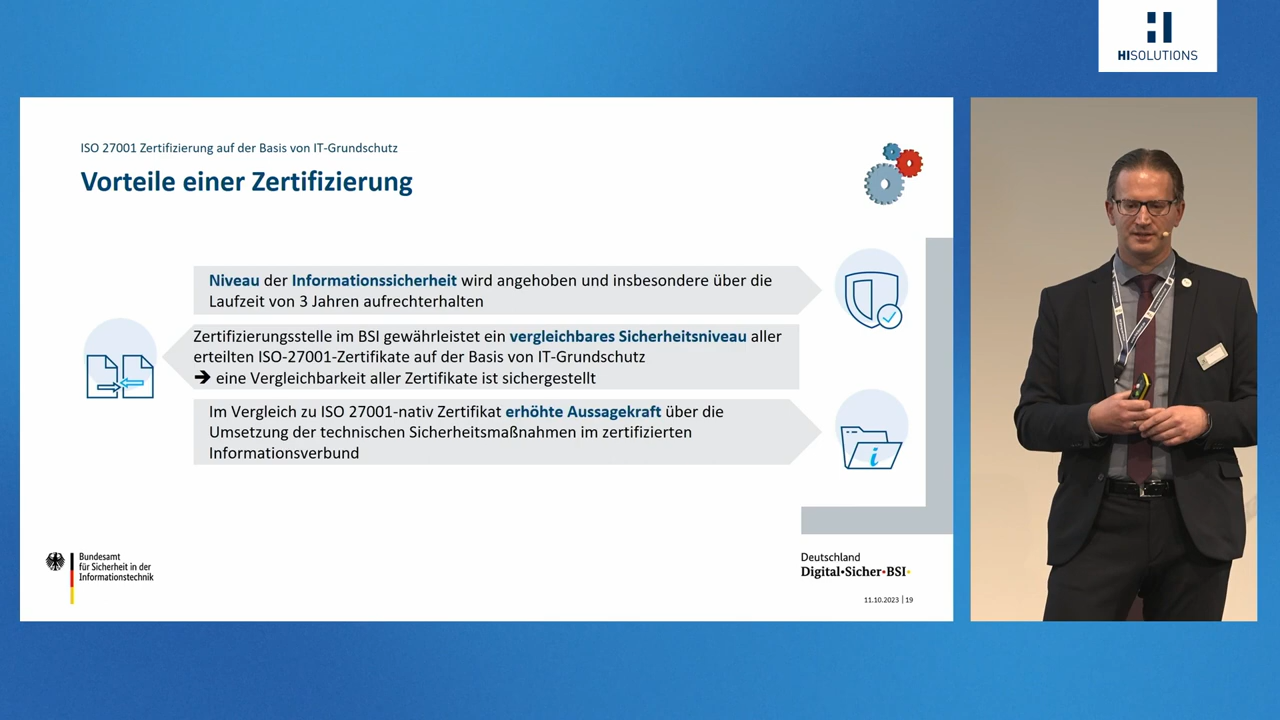 HISOLUTIONS
ISO 27001 Zertifizierung auf der Basis von IT-Grundschutz
Vorteile einer Zertifizierung
Niveau der Informationssicherheit wird angehoben und insbesondere über die
Laufzeit von 3 Jahren aufrechterhalten
Zertifizierungsstelle im BSI gewährleistet ein vergleichbares Sicherheitsniveau aller
erteilten ISO-27001-Zertifikate auf der Basis von IT-Grundschutz
➔ eine Vergleichbarkeit aller Zertifikate ist sichergestellt
Im Vergleich zu ISO 27001-nativ Zertifikat erhöhte Aussagekraft über die
Umsetzung der technischen Sicherheitsmaßnahmen im zertifizierten
Informationsverbund
i
Bundesamt
für Sicherheit in der
Informationstechnik
Deutschland
Digital•Sicher•BSI•
11.10.2023 | 19